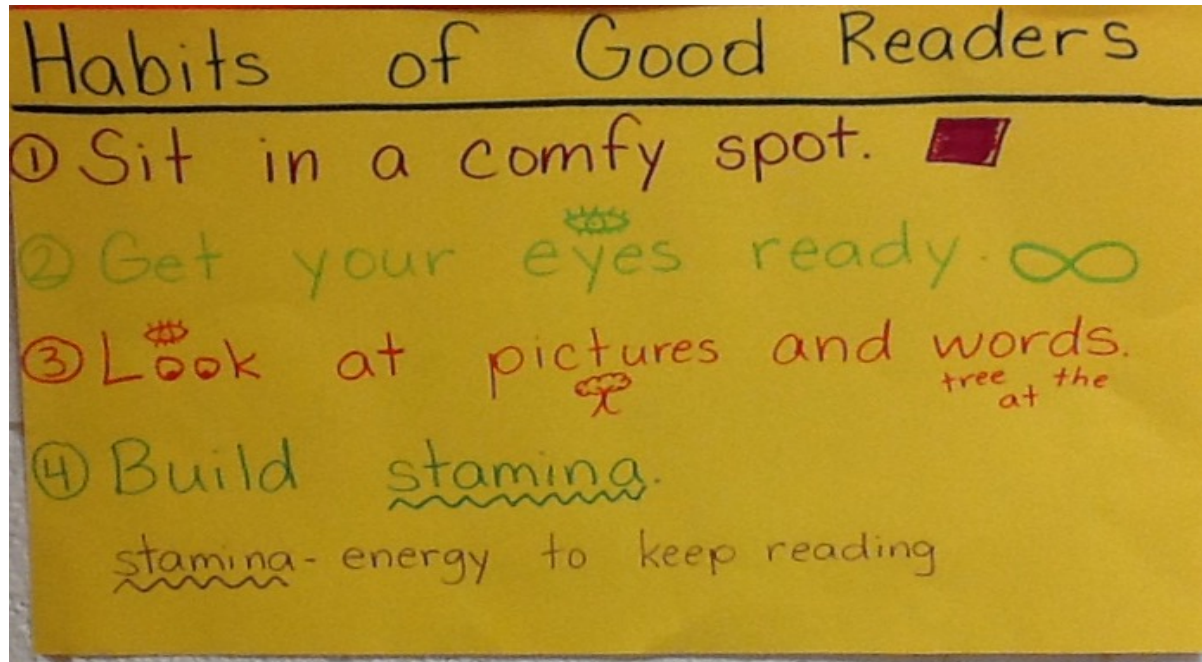 Habits of Good Readers
① Sit in a comfy spot.
② Get your eyes ready.
③ Look at pictures and words.
tree at the
④ Build stamina.
stamina - energy to keep reading